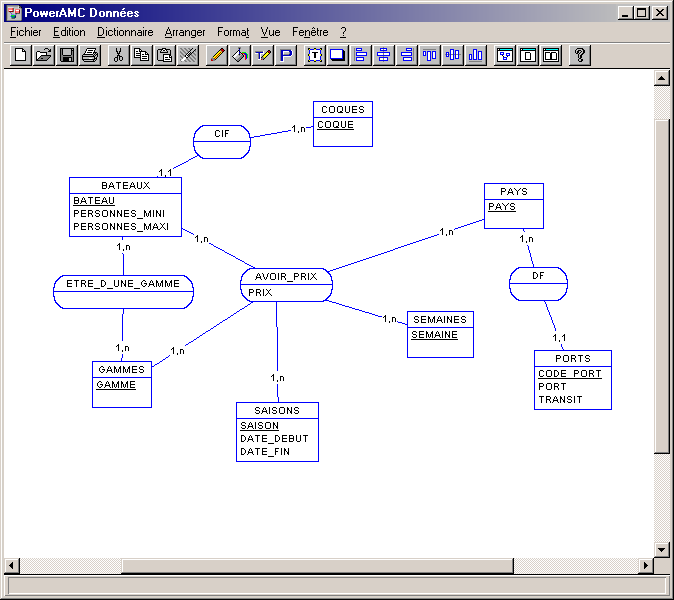 PowerAMC Données
Fichier Edition Dictionnaire Arranger Format Vue Fenêtre ?
COQUES
COQUE
CIF
1,n
1,1
BATEAUX
BATEAU
PERSONNES_MINI
PERSONNES_MAXI
PAYS
PAYS
1,n
1,n
1,n
1,n
ETRE_D_UNE_GAMME
AVOIR_PRIX
PRIX
DF
SEMAINES
SEMAINE
1,n
1,n
1,n
1,1
GAMMES
GAMME
PORTS
CODE_PORT
PORT
TRANSIT
1,n
SAISONS
SAISON
DATE_DEBUT
DATE_FIN